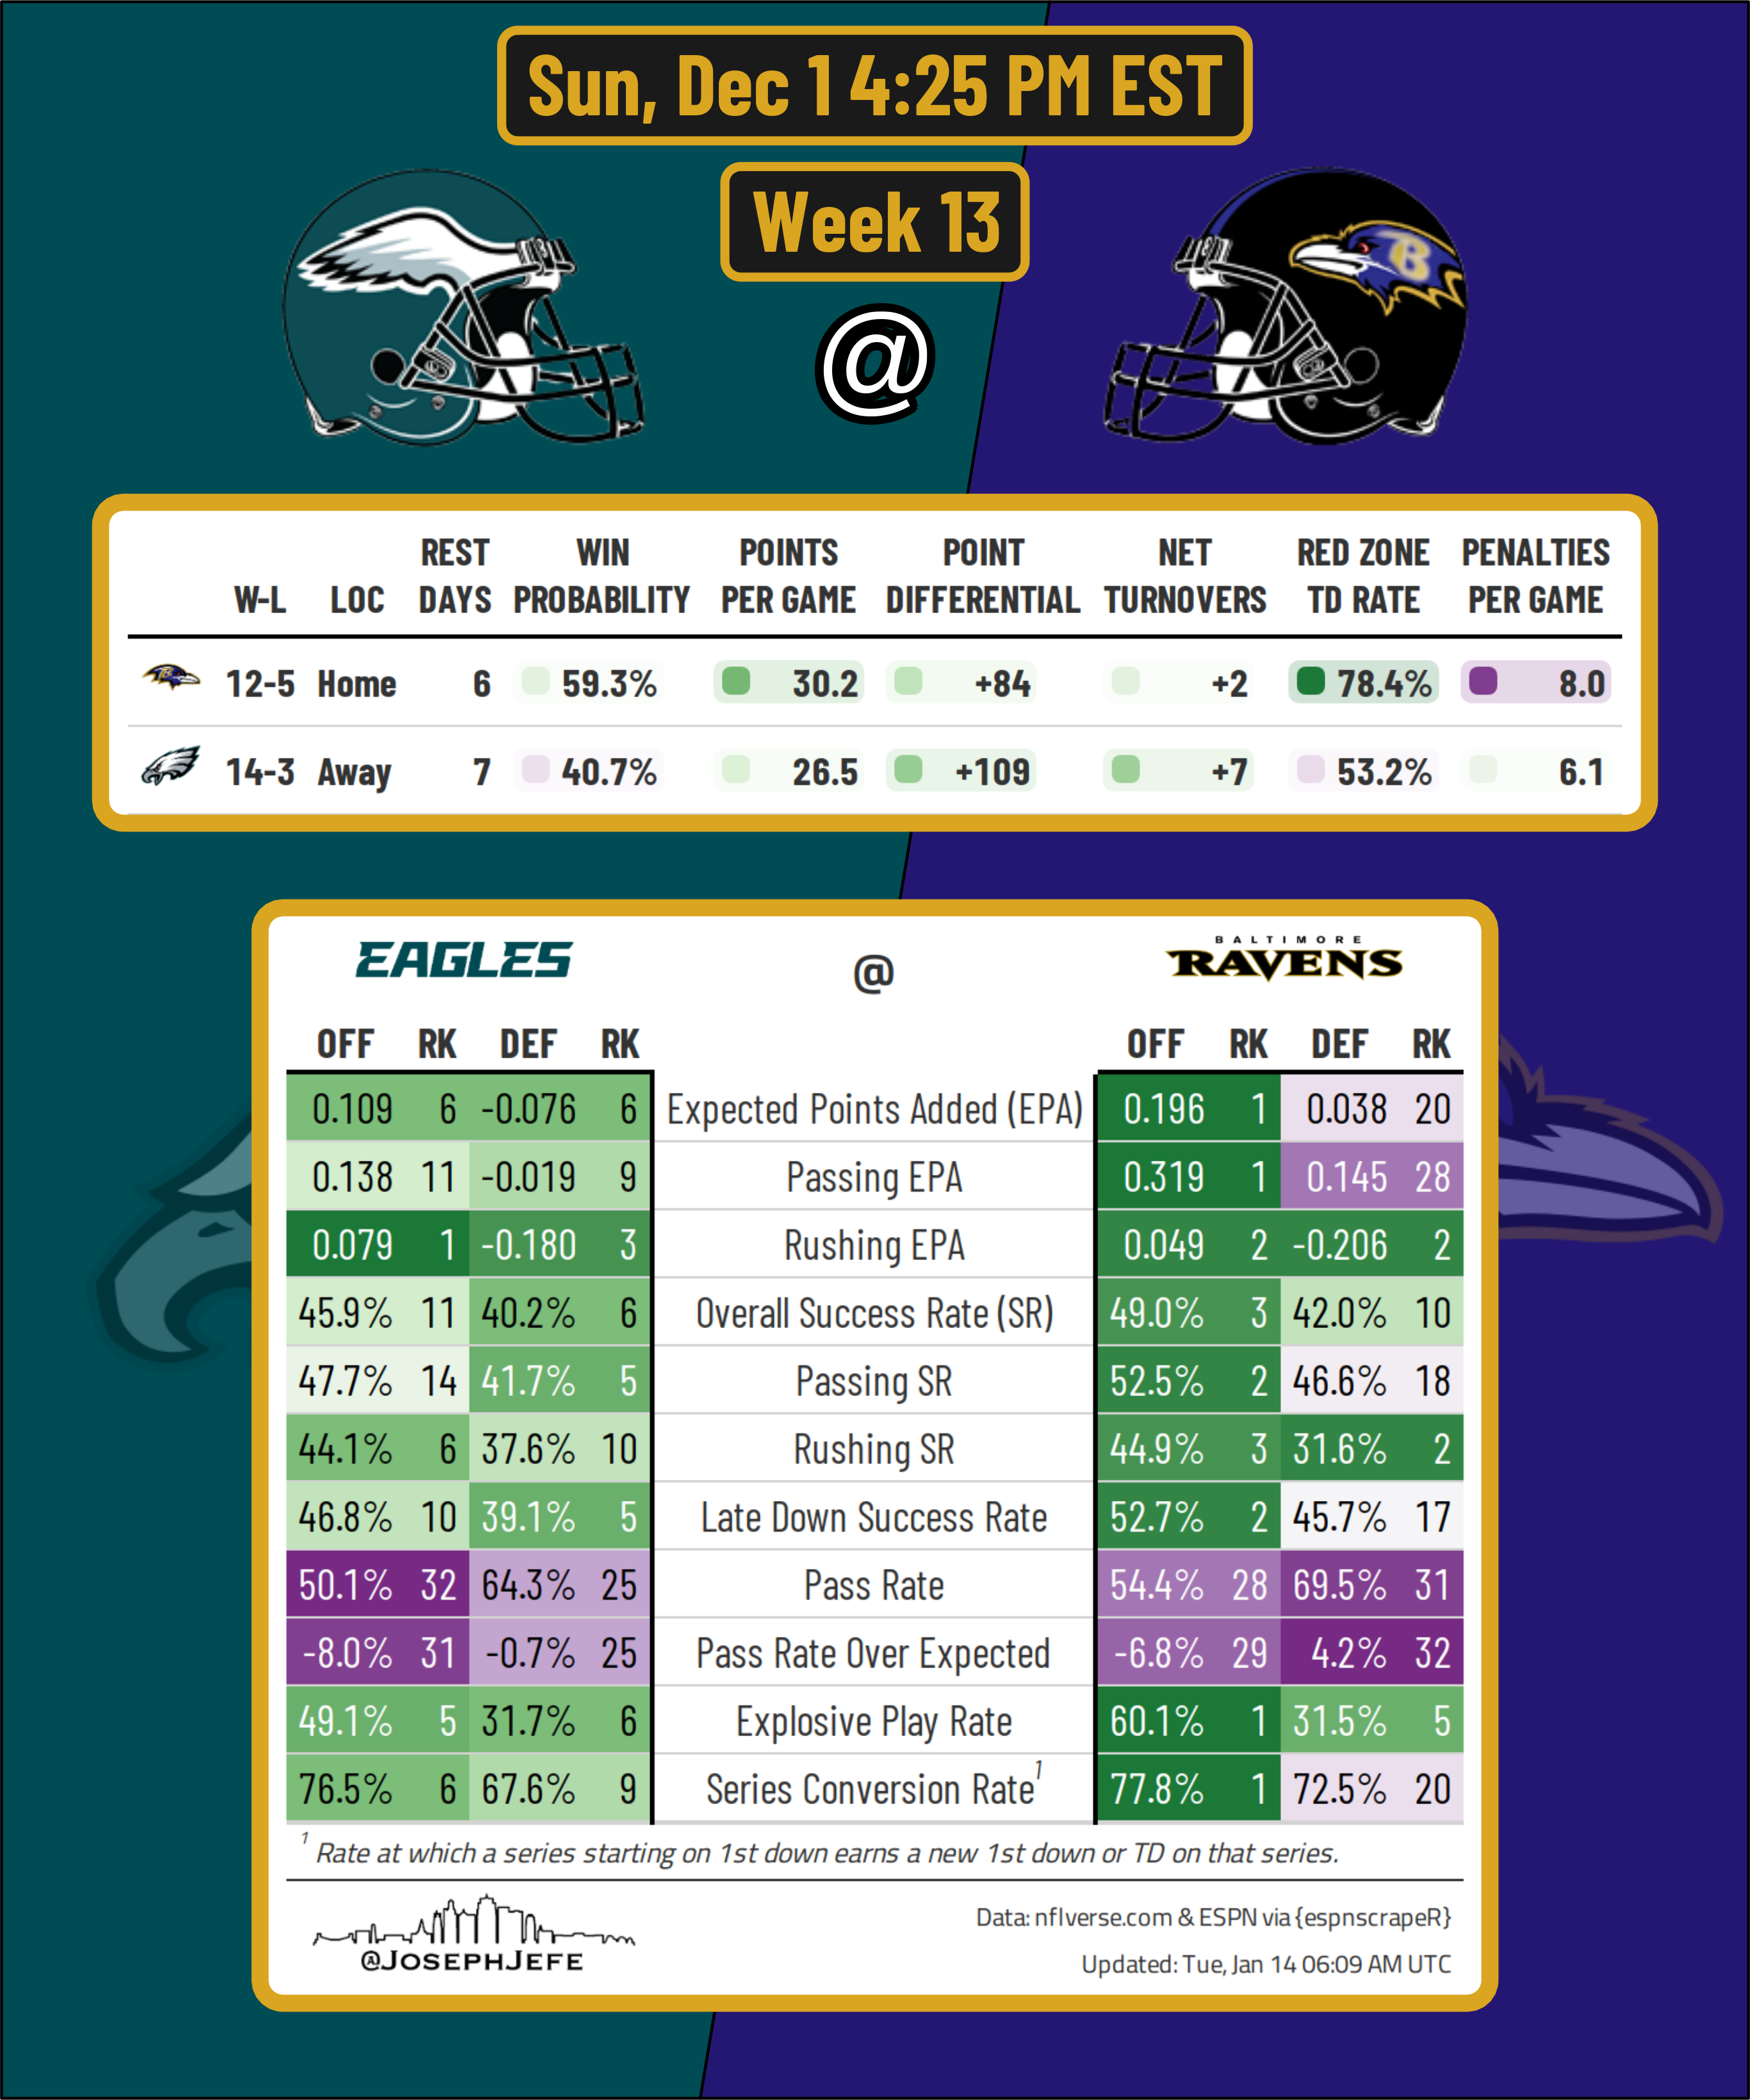 Sun, Dec 1 4:25 PM EST
Week 13
@
B
W-L LOC REST DAYS WIN PROBABILITY POINTS PER GAME POINT DIFFERENTIAL NET TURNOVERS RED ZONE TD RATE PENALTIES PER GAME
12-5 Home 6 59.3% 30.2 +84 +2 78.4% 8.0
14-3 Away 7 40.7% 26.5 +109 +7 53.2% 6.1
EAGLES @ BALTIMORE RAVENS
OFF RK DEF RK OFF RK DEF RK
0.109 6 -0.076 6 Expected Points Added (EPA) 0.196 1 0.038 20
0.138 11 -0.019 9 Passing EPA 0.319 1 0.145 28
0.079 1 -0.180 3 Rushing EPA 0.049 2 -0.206 2
45.9% 11 40.2% 6 Overall Success Rate (SR) 49.0% 3 42.0% 10
47.7% 14 41.7% 5 Passing SR 52.5% 2 46.6% 18
44.1% 6 37.6% 10 Rushing SR 44.9% 3 31.6% 2
46.8% 10 39.1% 5 Late Down Success Rate 52.7% 2 45.7% 17
50.1% 32 64.3% 25 Pass Rate 54.4% 28 69.5% 31
-8.0% 31 -0.7% 25 Pass Rate Over Expected -6.8% 29 4.2% 32
49.1% 5 31.7% 6 Explosive Play Rate 60.1% 1 31.5% 5
76.5% 6 67.6% 9 Series Conversion Rate1 77.8% 1 72.5% 20
1 Rate at which a series starting on 1st down earns a new 1st down or TD on that series.
@JOSEPHJEFE
Data: nflverse.com & ESPN via {espnscrapeR}
Updated: Tue, Jan 14 06:09 AM UTC